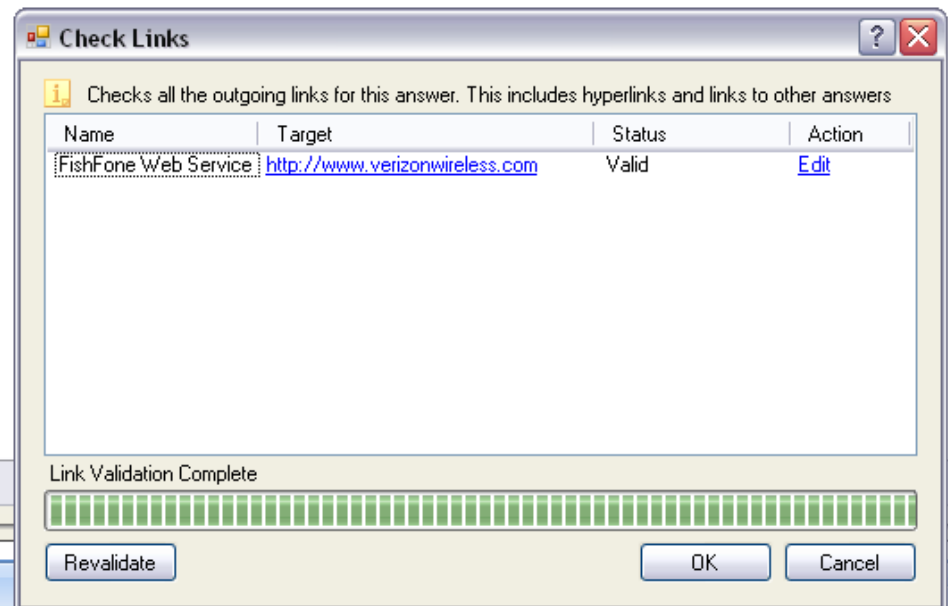 Check Links
Checks all the outgoing links for this answer. This includes hyperlinks and links to other answers
Name Target Status Action
FishFone Web Service http://www.verizonwireless.com Valid Edit
Link Validation Complete
Revalidate OK Cancel